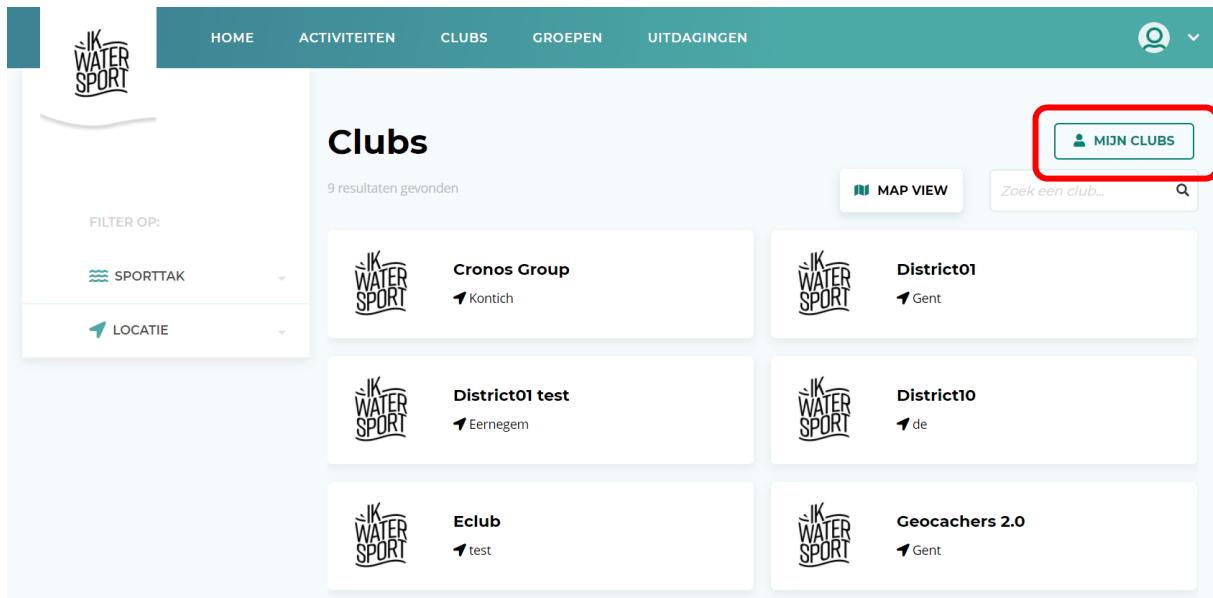 IK
WATER
SPORT
HOME ACTIVITEITEN CLUBS GROEPEN UITDAGINGEN
Clubs
MIJN CLUBS
9 resultaten gevonden
MAP VIEW
Zoek een club...
FILTER OP:
SPORTTAK
LOCATIE
IK
WATER
SPORT
Cronos Group
Kontich
IK
WATER
SPORT
District01
Gent
IK
WATER
SPORT
District01 test
Eernegem
IK
WATER
SPORT
District10
de
IK
WATER
SPORT
Eclub
test
IK
WATER
SPORT
Geocachers 2.0
Gent